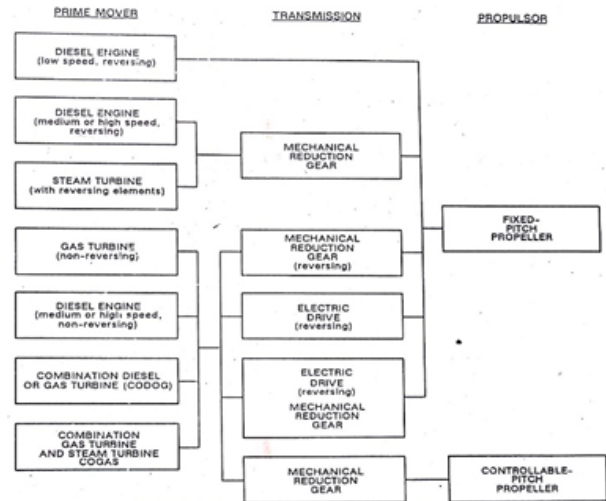 PRIME MOVER
TRANSMISSION
PROPULSOR
DIESEL ENGINE
(low speed, reversing)
DIESEL ENGINE
(medium or high speed,
reversing)
STEAM TURBINE
(with reversing elements)
GAS TURBINE
(non-reversing)
DIESEL ENGINE
(medium or high speed,
non-reversing)
COMBINATION DIESEL
OR GAS TURBINE (CODOG)
COMBINATION
GAS TURBINE
AND STEAM TURBINE
COGAS
MECHANICAL
REDUCTION
GEAR
MECHANICAL
REDUCTION
GEAR
(reversing)
ELECTRIC
DRIVE
(reversing)
ELECTRIC
DRIVE
(reversing)
MECHANICAL
REDUCTION
GEAR
MECHANICAL
REDUCTION GEAR
FIXED-
PITCH
PROPELLER
CONTROLLABLE-
PITCH
PROPELLER